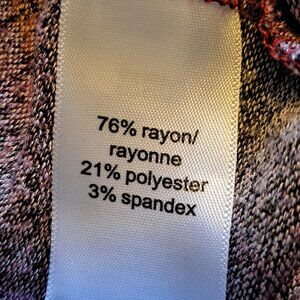 76% rayon/
rayonne
21% polyester
3% spandex